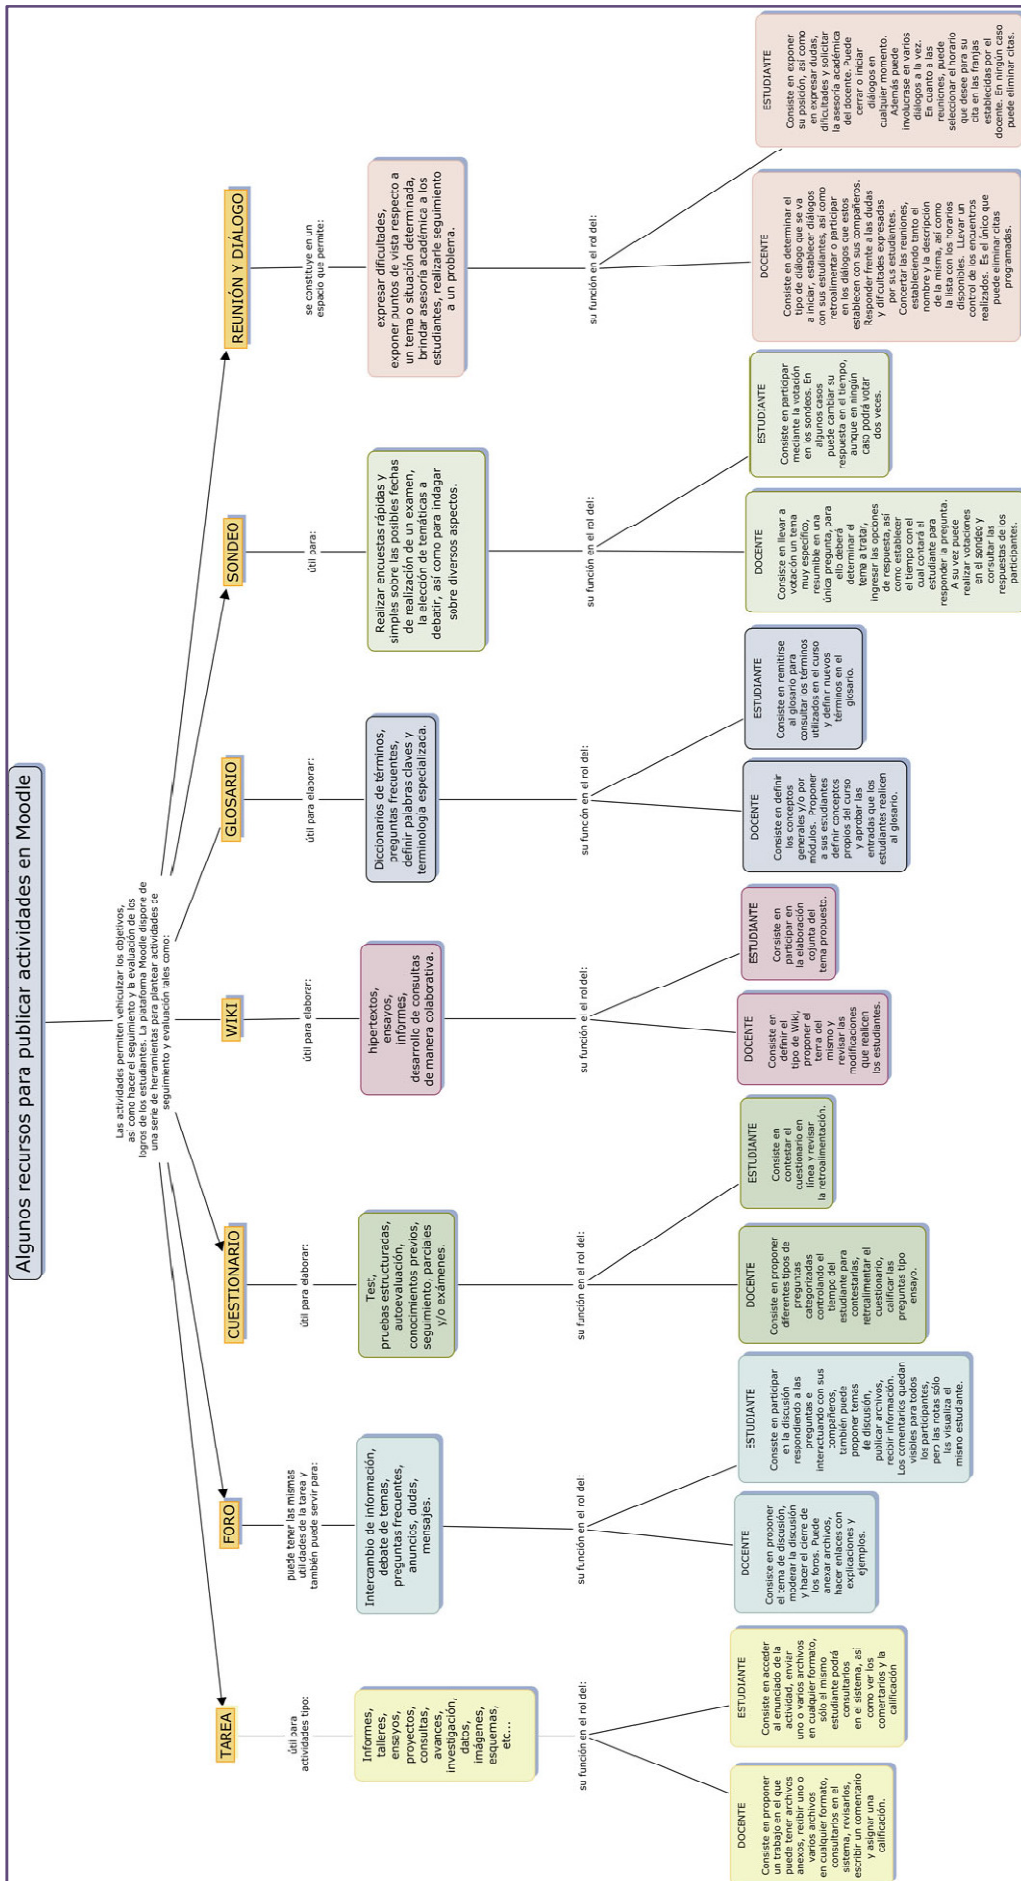 Algunos recursos para publicar actividades en Moodle
Las actividades permiten vehiculizar los objetivos,
así como hacer el seguimiento y la evaluación de los
logros de los estudiantes. La plataforma Moodle dispone de
una serie de herramientas para plantear actividades de
seguimiento y evaluación tales como:
TAREA
útil para
actividades tipo:
Informes,
talleres,
ensayos,
proyectos,
consultas,
avances,
investigación,
datos,
imágenes,
esquemas,
etc...
su función en el rol del:
DOCENTE
Consiste en proponer
un trabajo en el que
puede tener archivos
anexos, recibir uno o
varios archivos
en cualquier formato,
consultarlos en el
sistema, revisarlos,
escribir un comentario
y asignar una
calificación.
ESTUDIANTE
Consiste en acceder
al enunciado de la
actividad, enviar
uno o varios archivos
en cualquier formato,
sólo el mismo
estudiante podrá
consultarlos
en el sistema, así
como ver los
comentarios y la
calificación
FORO
puede tener las mismas
utilidades de la tarea y
también puede servir para:
Intercambio de información,
debate de temas,
preguntas frecuentes,
anuncios, dudas,
mensajes.
su función en el rol del
DOCENTE
Consiste en proponer
el tema de discusión,
moderar la discusión
y hacer el cierre de
los foros. Puede
anexar archivos,
hacer enlaces con
explicaciones y
ejemplos.
ESTUDIANTE
Consiste en participar
en la discusión
respondiendo a las
preguntas e
interactuando con sus
compañeros,
también puede
proponer temas
de discusión,
publicar archivos,
recibir información.
Los comentarios quedan
visibles para todos
los participantes,
pero las notas sólo
las visualiza el
mismo estudiante.
CUESTIONARIO
útil para elaborar:
Test,
pruebas estructuradas,
autoevaluación,
conocimientos previos,
seguimiento, parciales
y/o exámenes.
su función en el rol del:
DOCENTE
Consiste en proponer
diferentes tipos de
preguntas
categorizadas
controlando el
tiempo del
estudiante para
contestarlas,
retroalimentar el
cuestionario,
calificar las
preguntas tipo
ensayo.
ESTUDIANTE
Consiste en
contestar el
cuestionario en
línea y revisar
la retroalimentación.
WIKI
útil para elaborar:
hipertextos,
ensayos,
informes,
desarrollo de consultas
de manera colaborativa.
su función en el rol del:
DOCENTE
Consiste en
definir el
tipo de Wiki,
proponer el
tema del
mismo y
revisar las
modificaciones
que realicen
los estudiantes.
ESTUDIANTE
Consiste en
participar en
la elaboración
cojunta del
tema propuesto.
GLOSARIO
útil para elaborar:
Diccionarios de términos,
preguntas frecuentes,
definir palabras claves y
terminología especializada.
su función en el rol del:
DOCENTE
Consiste en definir
los conceptos
generales y/o por
módulos. Proponer
a sus estudiantes
definir conceptos
propios del curso
y aprobar las
entradas que los
estudiantes realicen
al glosario.
ESTUDIANTE
Consiste en remitirse
al glosario para
consultar los términos
utilizados en el curso
y definir nuevos
términos en el
glosario.
SONDEO
útil para:
Realizar encuestas rápidas y
simples sobre las posibles fechas
de realización de un examen,
la elección de temáticas a
debatir, así como para indagar
sobre diversos aspectos.
su función en el rol del:
DOCENTE
Consiste en llevar a
votación un tema
muy específico,
resumible en una
única pregunta, para
ello deberá
determinar el
tema a tratar,
ingresar las opciones
de respuesta, así
como establecer
el tiempo con el
cual contará el
estudiante para
responder la pregunta.
A su vez puede
realizar votaciones
en el sondeo y
consultar las
respuestas de los
participantes.
ESTUDIANTE
Consiste en participar
mediante la votación
en los sondeos. En
algunos casos
puede cambiar su
respuesta en el tiempo,
aunque en ningún
caso podrá votar
dos veces.
REUNIÓN Y DIÁLOGO
se constituye en un
espacio que permite:
expresar dificultades,
exponer puntos de vista respecto a
un tema o situación determinada,
brindar asesoría académica a los
estudiantes, realizarle seguimiento
a un problema.
su función en el rol del:
DOCENTE
Consiste en determinar el
tipo de diálogo que se va
a iniciar, establecer diálogos
con sus estudiantes, así como
retroalimentar o participar
en los diálogos que estos
establecen con sus compañeros.
Responder frente a las dudas
y dificultades expresadas
por sus estudiantes.
Concertar las reuniones,
estableciendo tanto el
nombre y la descripción
de la misma, así como
la lista con los horarios
disponibles. Llevar un
control de los encuentros
realizados. Es el único que
puede eliminar citas
programadas.
ESTUDIANTE
Consiste en exponer
su posición, así como
en expresar dudas,
dificultades y solicitar
la asesoría académica
del docente. Puede
cerrar o iniciar
diálogos en
cualquier momento.
Además puede
involucrase en varios
diálogos a la vez.
En cuanto a las
reuniones, puede
seleccionar el horario
que desee para su
cita en las franjas
establecidas por el
docente. En ningún caso
puede eliminar citas.